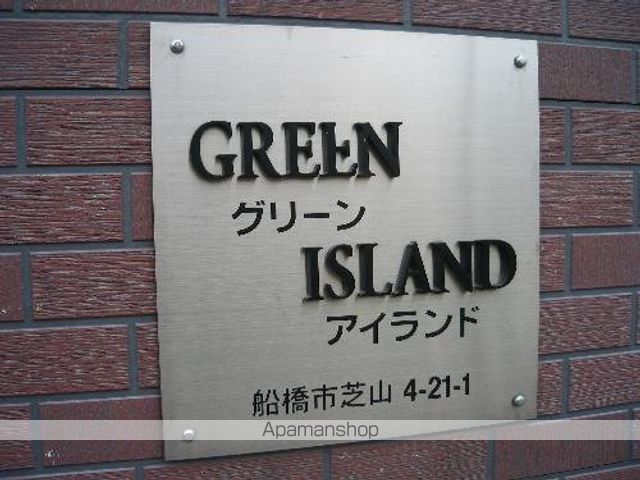 GREEN
グリーン
ISLAND
アイランド
船橋市芝山 4-21-1
Apamanshop